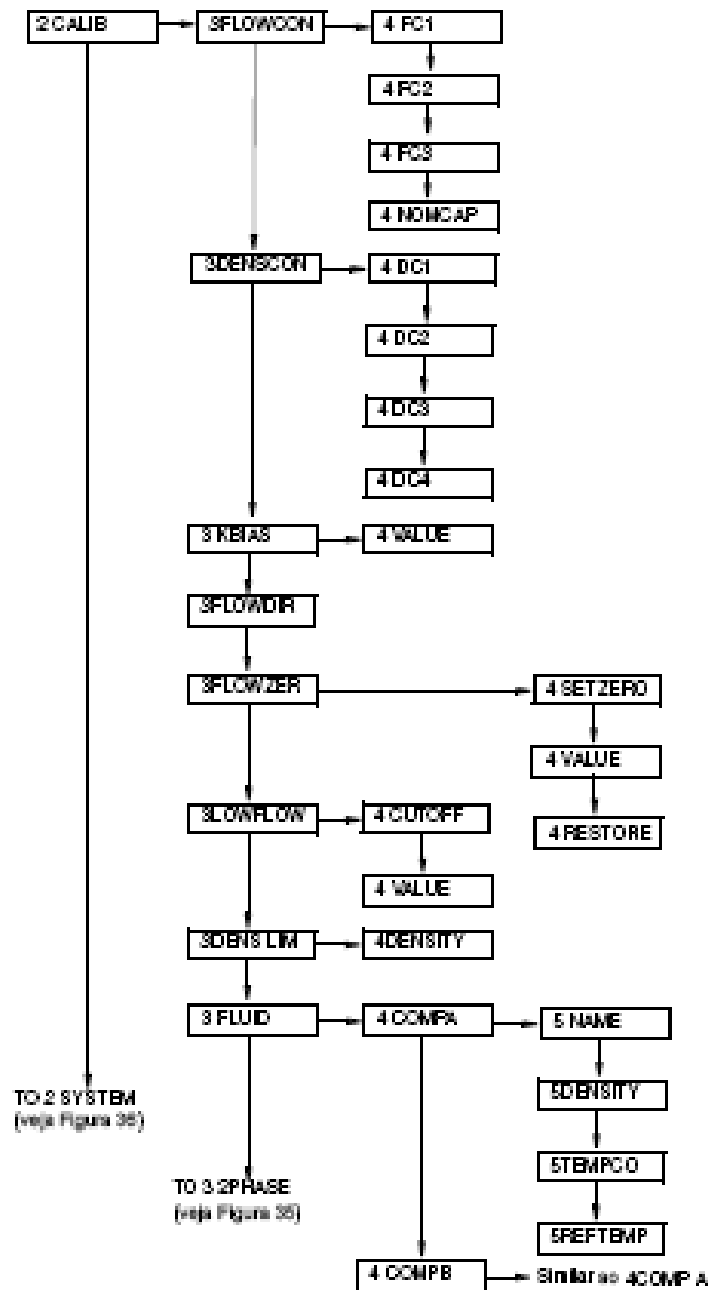 2 CALIB
3FLOWCON
4 FC1
4 FC2
4 FC3
4 NOMCAP
3DENSCON
4 DC1
4 DC2
4 DC3
4 DC4
3 KBIAS
4 VALUE
3FLOWDIR
3FLOWZER
4 SETZERO
4 VALUE
4 RESTORE
3LOWFLOW
4 CUTOFF
4 VALUE
3DENS LIM
4DENSITY
3 FLUID
4 COMPA
5 NAME
5DENSITY
5TEMPCO
5REFTEMP
TO 2 SYSTEM
(veja Figura 36)
TO 3 2PHASE
(veja Figura 35)
4 COMPB
Similar ao 4COMP A